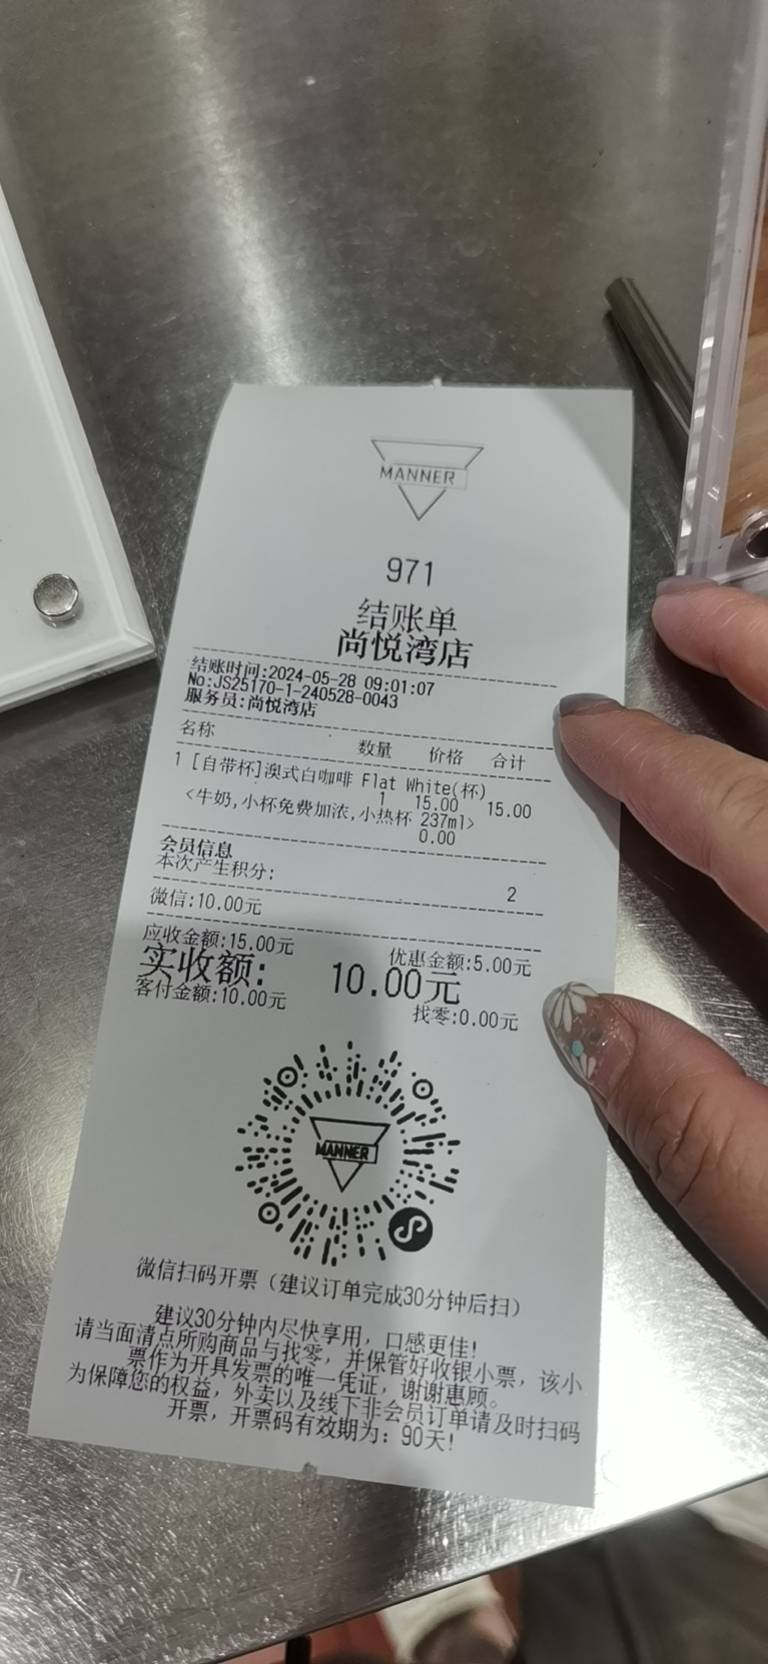 MANNER
971
结账单
尚悦湾店
结账时间:2024-05-28 09:01:07
No:JS25170-1-240528-0043
服务员:尚悦湾店
名称 数量 价格 合计
1 [自带杯]澳式白咖啡 Flat White(杯)
1 15.00 15.00
<牛奶,小杯免费加浓,小热杯 237ml>
0.00
会员信息
本次产生积分: 2
微信:10.00元
应收金额:15.00元 优惠金额:5.00元
实收额: 10.00元
客付金额:10.00元 找零:0.00元
MANNER
微信扫码开票（建议订单完成30分钟后扫）
建议30分钟内尽快享用，口感更佳!
请当面清点所购商品与找零，并保管好收银小票，该小
票作为开具发票的唯一凭证，谢谢惠顾。
为保障您的权益，外卖以及线下非会员订单请及时扫码
开票，开票码有效期为：90天!